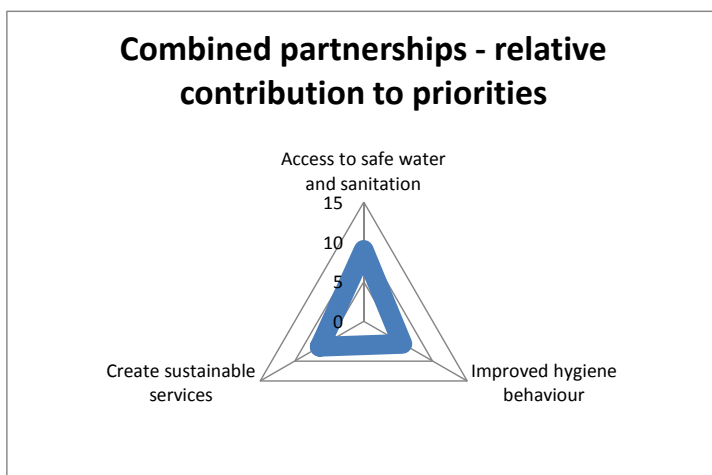 Combined partnerships - relative
contribution to priorities
Access to safe water
and sanitation
15
10
5
0
Create sustainable
services
Improved hygiene
behaviour